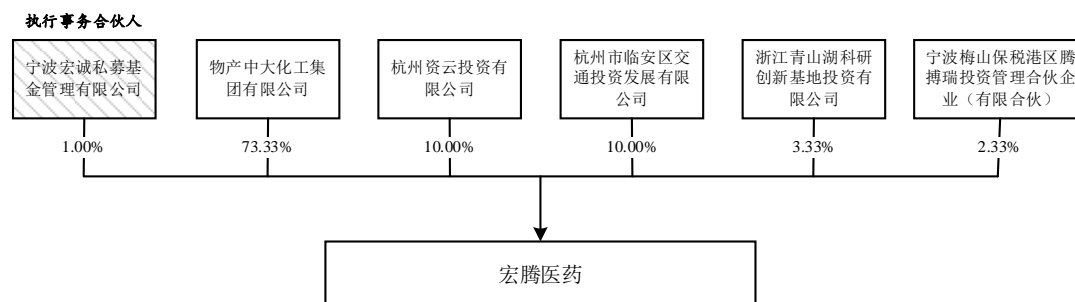 执行事务合伙人
宁波宏诚私募基
金管理有限公司
物产中大化工集
团有限公司
杭州资云投资有
限公司
杭州市临安区交
通投资发展有限
公司
浙江青山湖科研
创新基地投资有
限公司
宁波梅山保税港区腾
搏瑞投资管理合伙企
业（有限合伙）
1.00%
73.33%
10.00%
10.00%
3.33%
2.33%
宏腾医药